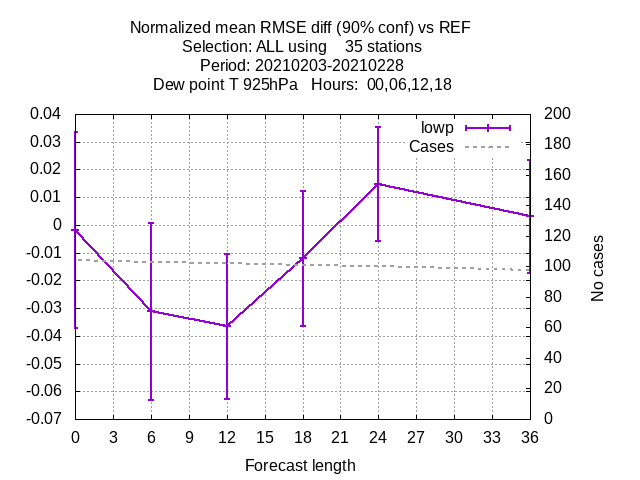 Normalized mean RMSE diff (90% conf) vs REF
Selection: ALL using    35 stations
Period: 20210203-20210228
Dew point T 925hPa   Hours:  00,06,12,18
lowp
Cases
0.04
0.03
0.02
0.01
0
-0.01
-0.02
-0.03
-0.04
-0.05
-0.06
-0.07
200
180
160
140
120
100
80
60
40
20
0
No cases
0 3 6 9 12 15 18 21 24 27 30 33 36
Forecast length